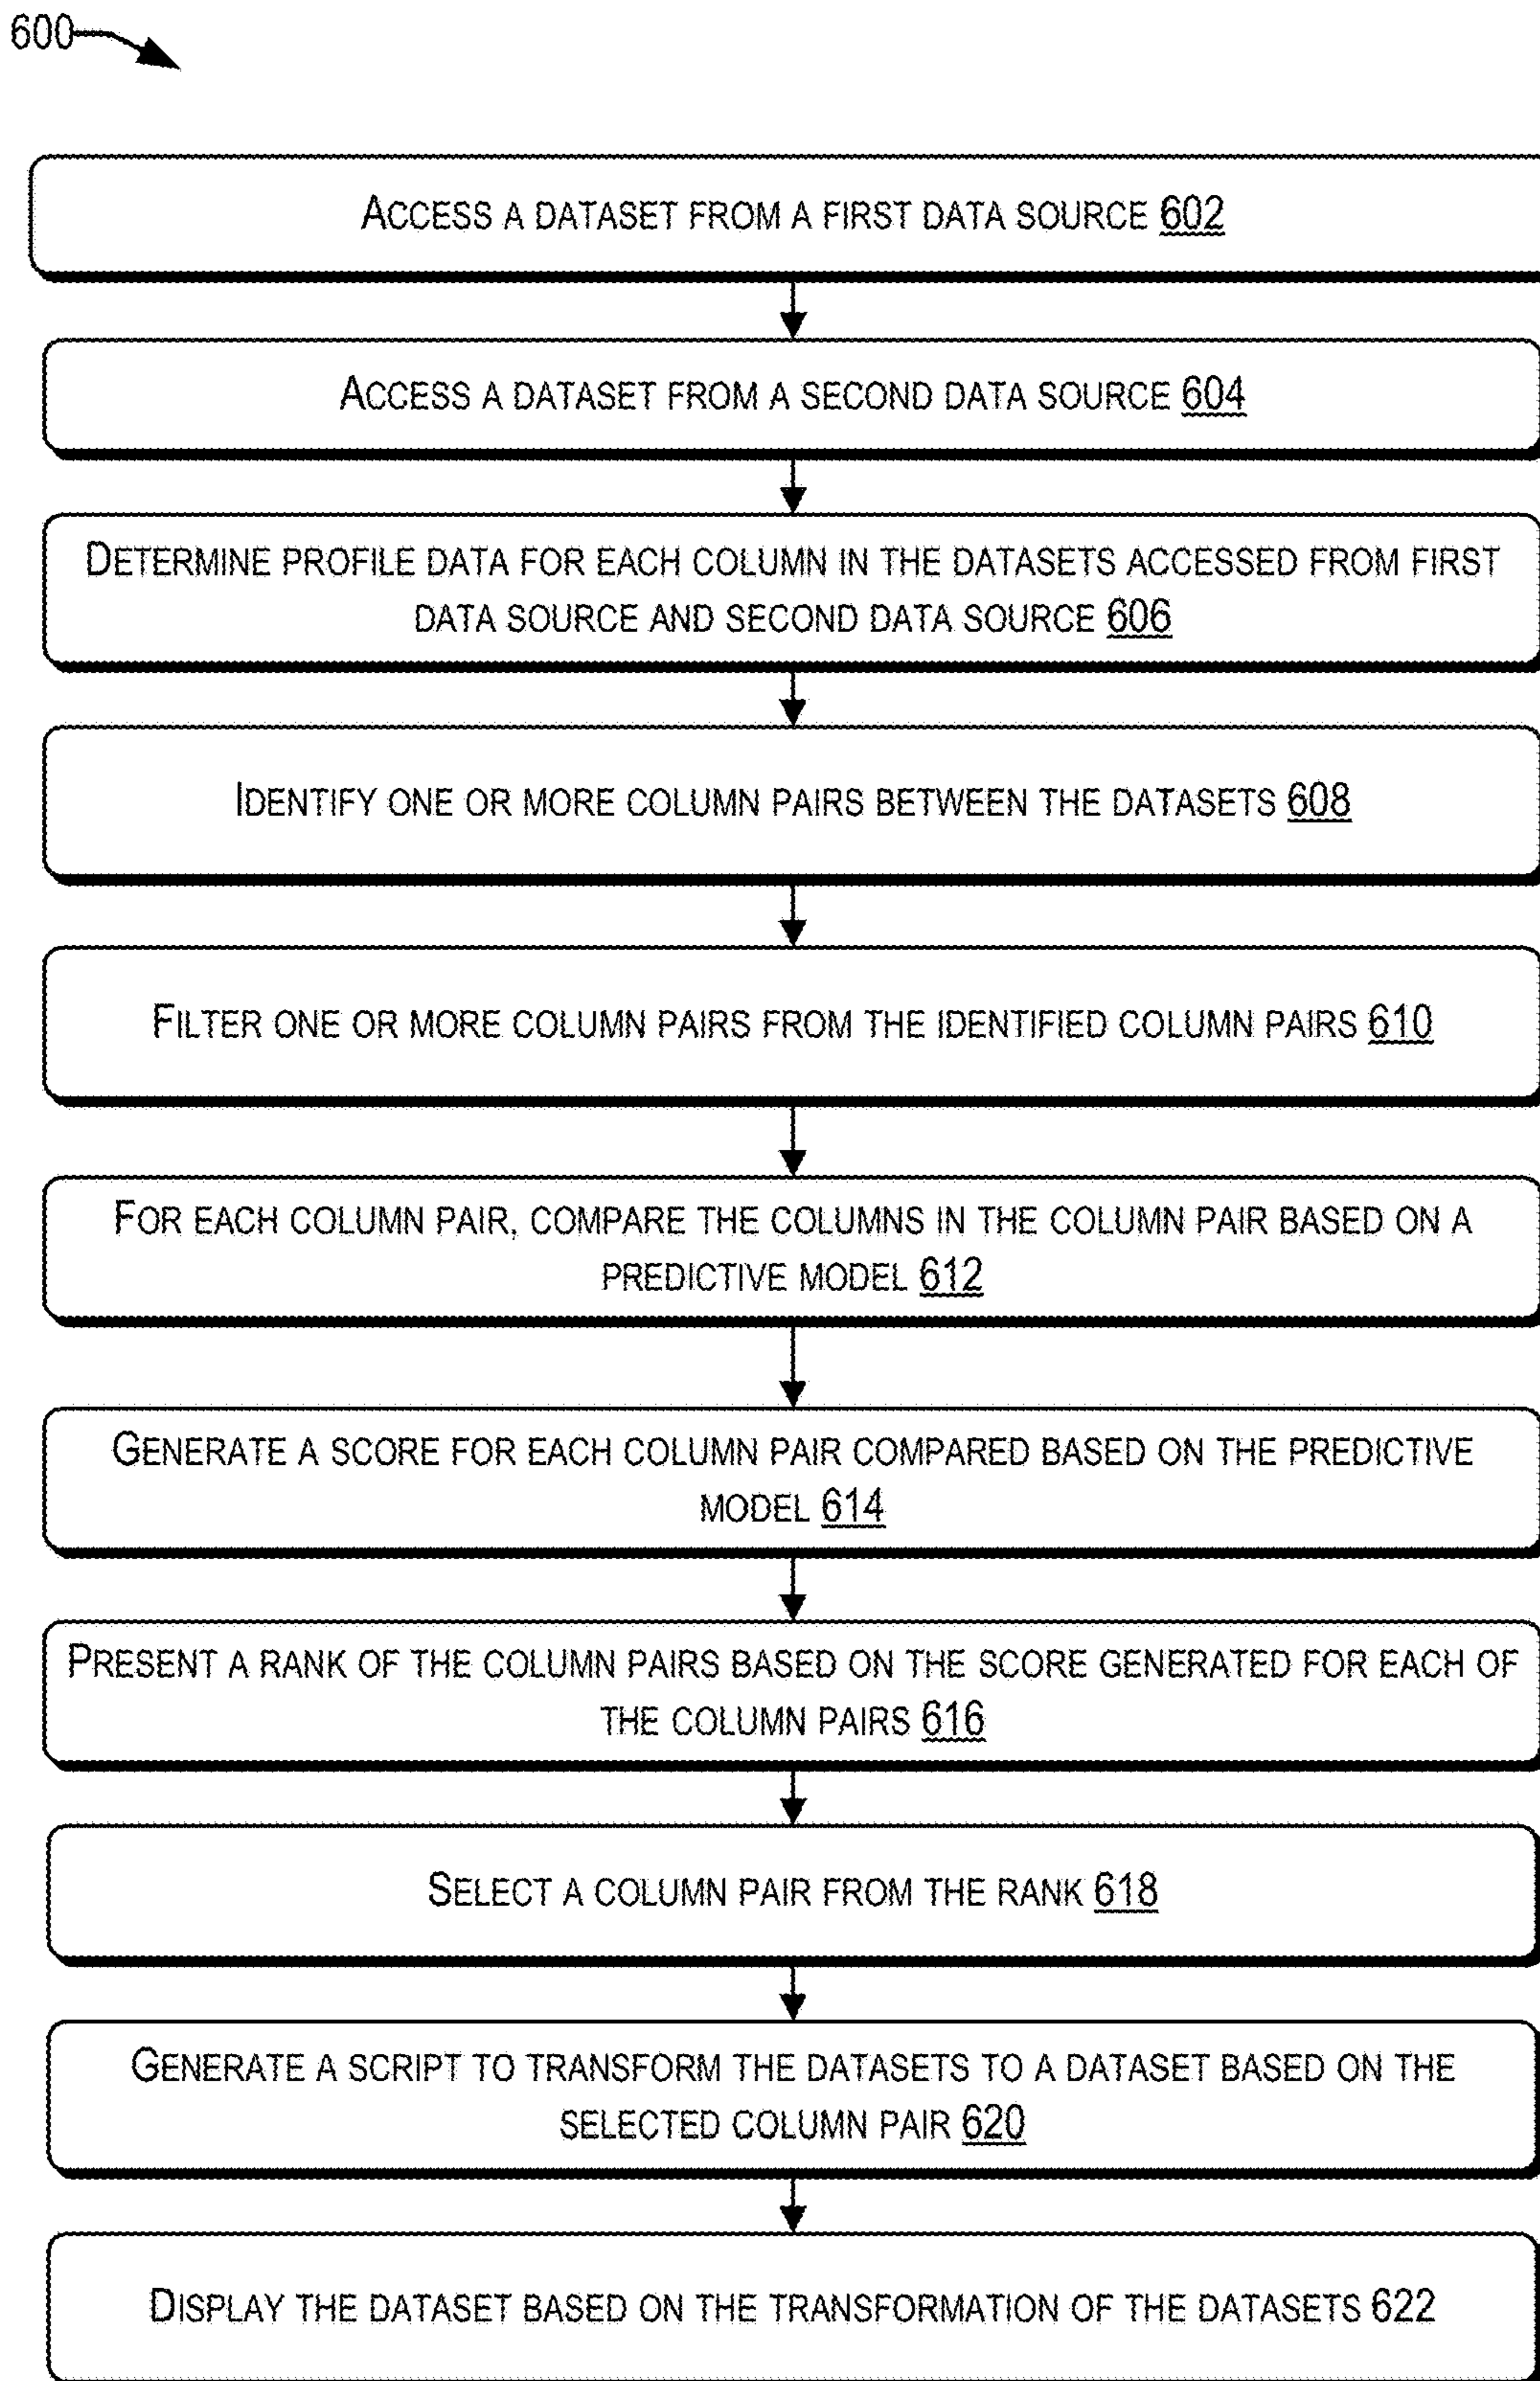 600
ACCESS A DATASET FROM A FIRST DATA SOURCE 602
ACCESS A DATASET FROM A SECOND DATA SOURCE 604
DETERMINE PROFILE DATA FOR EACH COLUMN IN THE DATASETS ACCESSED FROM FIRST
DATA SOURCE AND SECOND DATA SOURCE 606
IDENTIFY ONE OR MORE COLUMN PAIRS BETWEEN THE DATASETS 608
FILTER ONE OR MORE COLUMN PAIRS FROM THE IDENTIFIED COLUMN PAIRS 610
FOR EACH COLUMN PAIR, COMPARE THE COLUMNS IN THE COLUMN PAIR BASED ON A
PREDICTIVE MODEL 612
GENERATE A SCORE FOR EACH COLUMN PAIR COMPARED BASED ON THE PREDICTIVE
MODEL 614
PRESENT A RANK OF THE COLUMN PAIRS BASED ON THE SCORE GENERATED FOR EACH OF
THE COLUMN PAIRS 616
SELECT A COLUMN PAIR FROM THE RANK 618
GENERATE A SCRIPT TO TRANSFORM THE DATASETS TO A DATASET BASED ON THE
SELECTED COLUMN PAIR 620
DISPLAY THE DATASET BASED ON THE TRANSFORMATION OF THE DATASETS 622